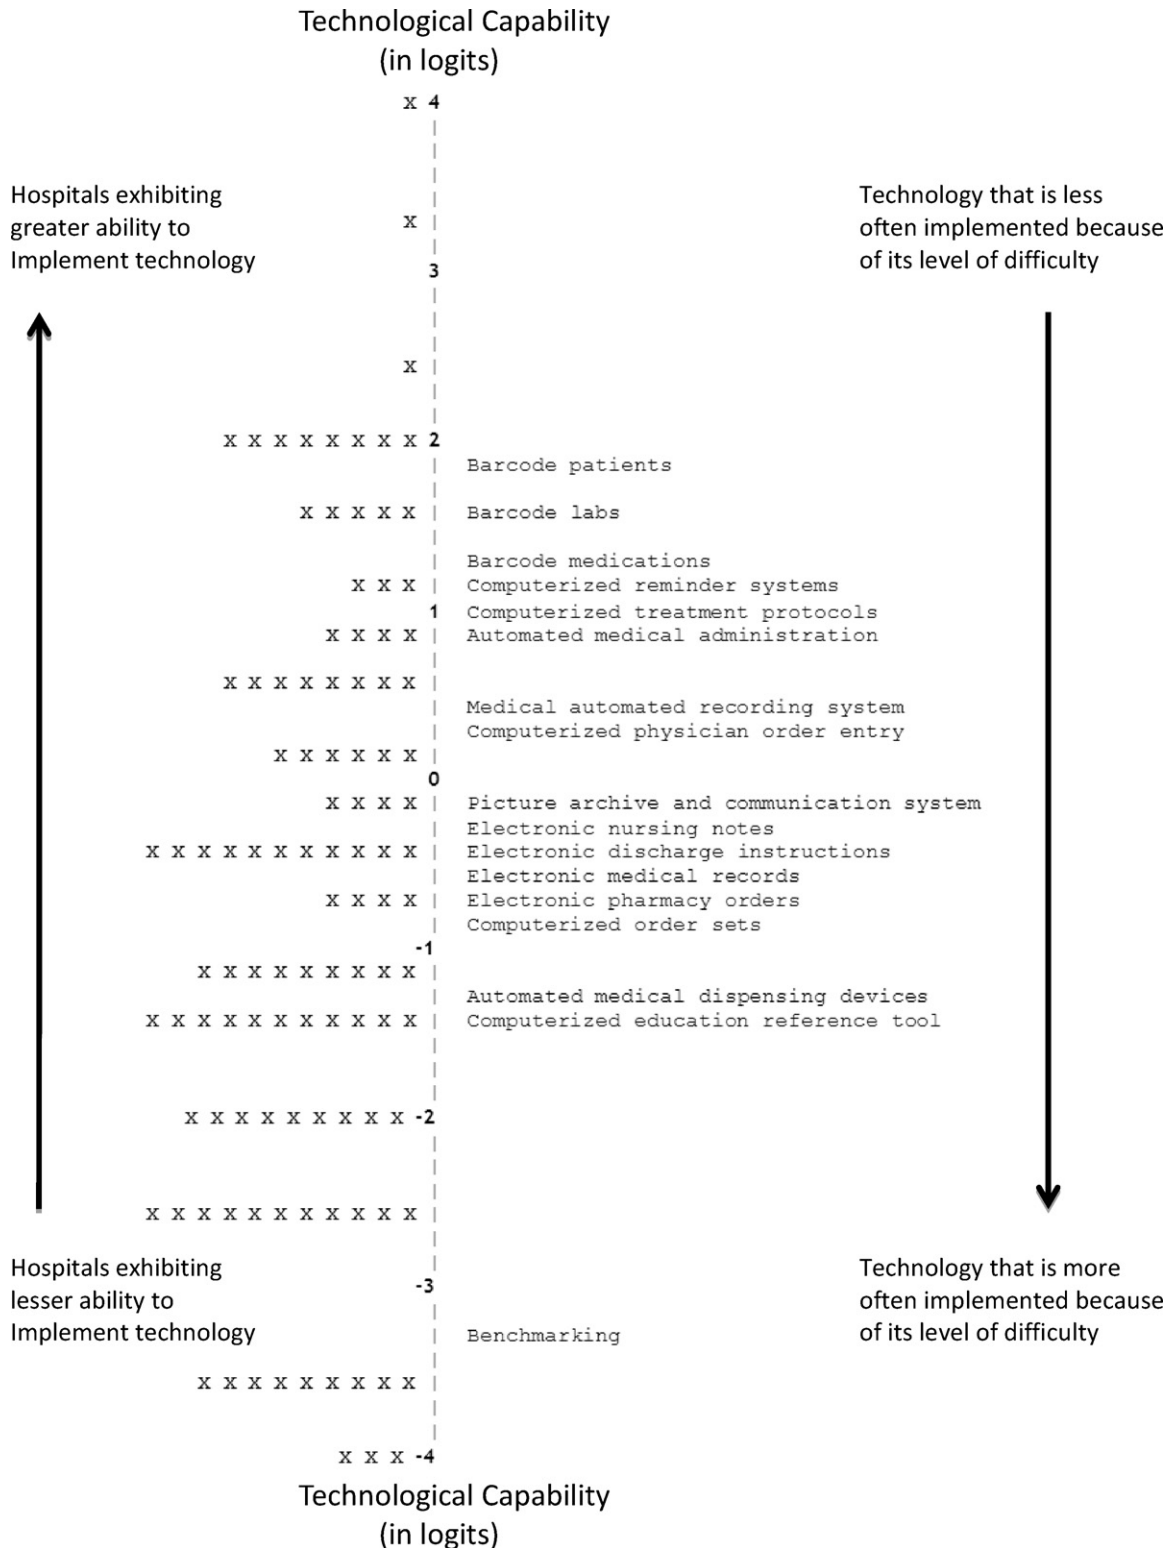 Technological Capability
(in logits)
X 4
Hospitals exhibiting
greater ability to
Implement technology
Technology that is less
often implemented because
of its level of difficulty
X
3
X
X X X X X X X X 2
Barcode patients
X X X X X Barcode labs
Barcode medications
X X X Computerized reminder systems
1 Computerized treatment protocols
X X X X Automated medical administration
X X X X X X X X
Medical automated recording system
Computerized physician order entry
X X X X X X
0
X X X X Picture archive and communication system
Electronic nursing notes
X X X X X X X X X X X Electronic discharge instructions
Electronic medical records
X X X X Electronic pharmacy orders
Computerized order sets
-1
X X X X X X X X X
Automated medical dispensing devices
X X X X X X X X X X X Computerized education reference tool
X X X X X X X X X -2
X X X X X X X X X X X
-3
Hospitals exhibiting
lesser ability to
Implement technology
Technology that is more
often implemented because
of its level of difficulty
Benchmarking
X X X X X X X X X
X X X -4
Technological Capability
(in logits)